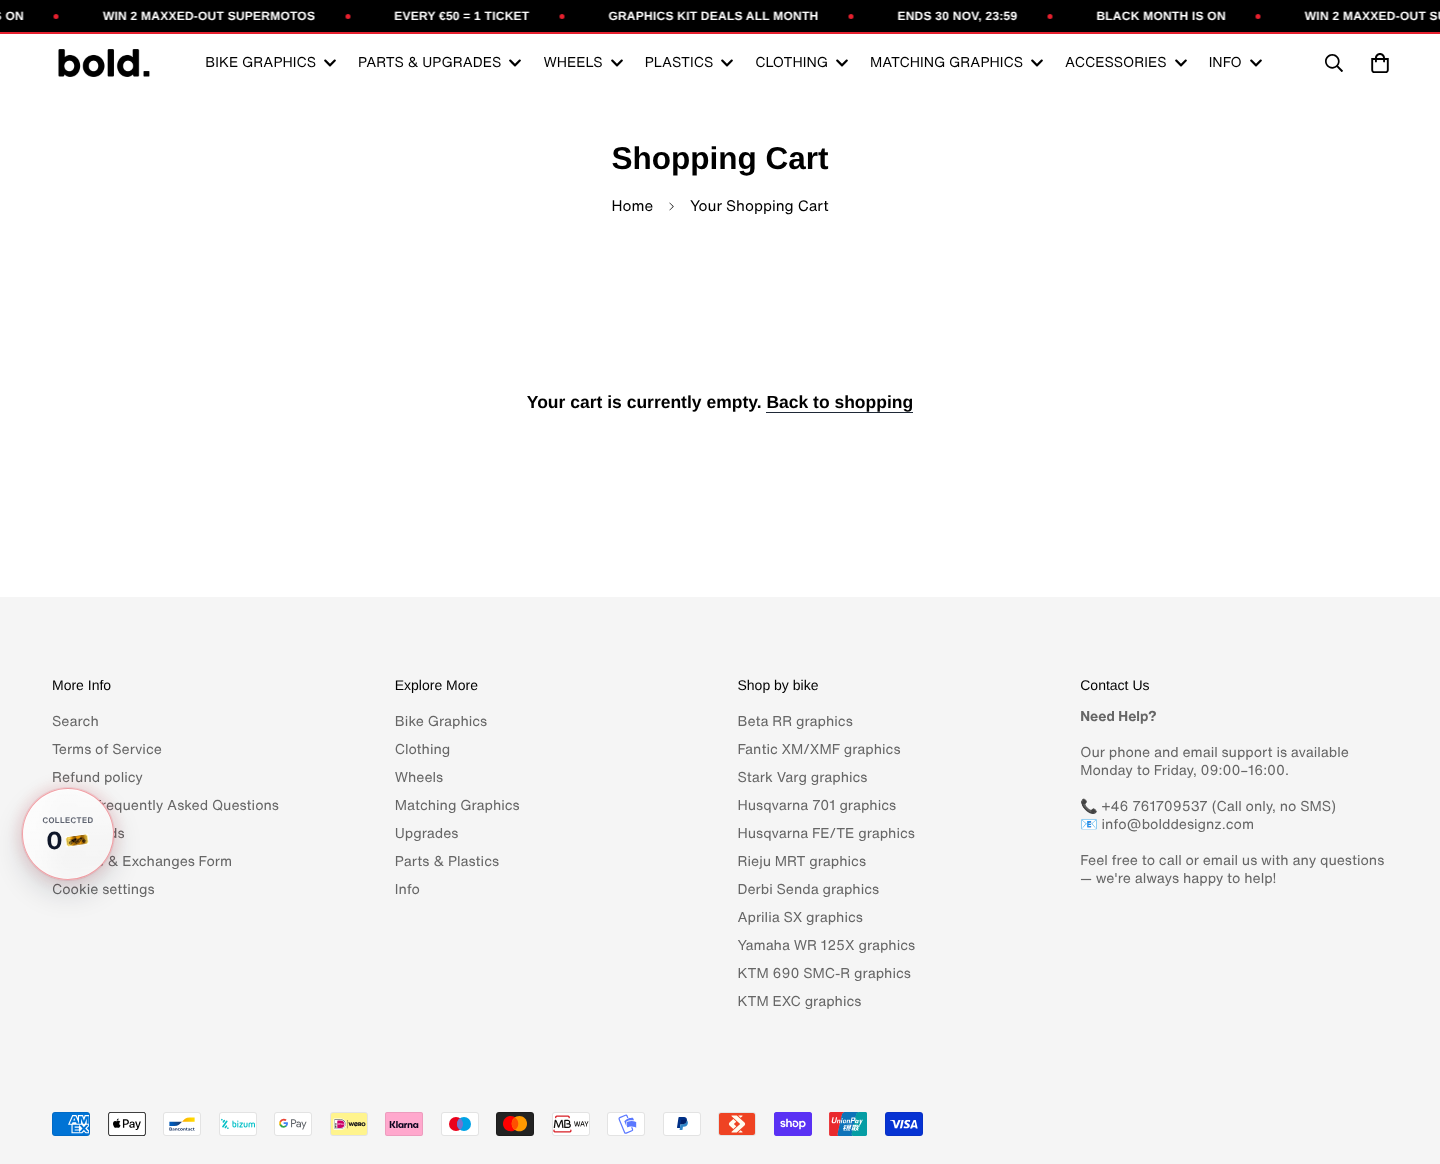 ON
WIN 2 MAXXED-OUT SUPERMOTOS
EVERY €50 = 1 TICKET
GRAPHICS KIT DEALS ALL MONTH
ENDS 30 NOV, 23:59
BLACK MONTH IS ON
WIN 2 MAXXED-OUT
bold.
BIKE GRAPHICS
PARTS & UPGRADES
WHEELS
PLASTICS
CLOTHING
MATCHING GRAPHICS
ACCESSORIES
INFO
Shopping Cart
Home > Your Shopping Cart
Your cart is currently empty. Back to shopping
More Info
Search
Terms of Service
Refund policy
Frequently Asked Questions
& Exchanges Form
Cookie settings
COLLECTED
0
Explore More
Bike Graphics
Clothing
Wheels
Matching Graphics
Upgrades
Parts & Plastics
Info
Shop by bike
Beta RR graphics
Fantic XM/XMF graphics
Stark Varg graphics
Husqvarna 701 graphics
Husqvarna FE/TE graphics
Rieju MRT graphics
Derbi Senda graphics
Aprilia SX graphics
Yamaha WR 125X graphics
KTM 690 SMC-R graphics
KTM EXC graphics
Contact Us
Need Help?
Our phone and email support is available
Monday to Friday, 09:00–16:00.
📞 +46 761709537 (Call only, no SMS)
📧 info@bolddesignz.com
Feel free to call or email us with any questions
— we're always happy to help!
AMEX
Pay
Bancontact
bizum
G Pay
iD WERO
Klarna
MB WAY
shop
UnionPay 银联
VISA